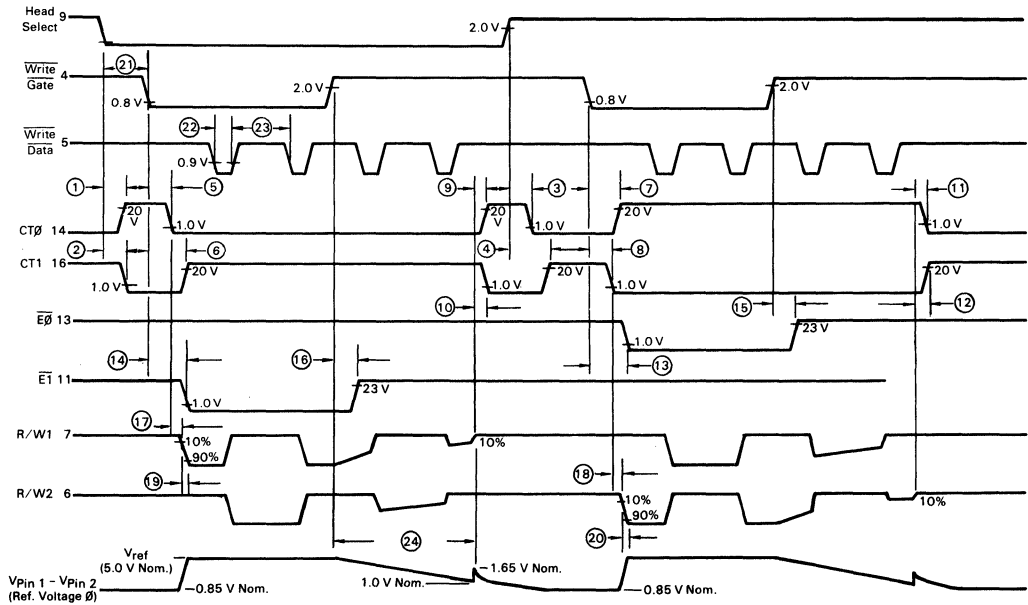 Head
Select 9
2.0 V
21
Write
Gate 4
0.8 V
2.0 V
0.8 V
2.0 V
22
23
Write
Data 5
0.9 V
1
5
9
3
7
11
20
V
20
V
20 V
CTØ 14
1.0 V
1.0 V
1.0 V
2
6
4
8
CT1 16
20 V
20 V
20 V
1.0 V
1.0 V
1.0 V
10
15
12
EØ 13
23 V
1.0 V
14
16
13
E1 11
23 V
1.0 V
17
R/W1 7
10%
90%
10%
19
18
R/W2 6
10%
90%
10%
24
20
Vref
(5.0 V Nom.)
1.65 V Nom.
1.0 V Nom.
VPin 1 – VPin 2
(Ref. Voltage Ø)
0.85 V Nom.
0.85 V Nom.